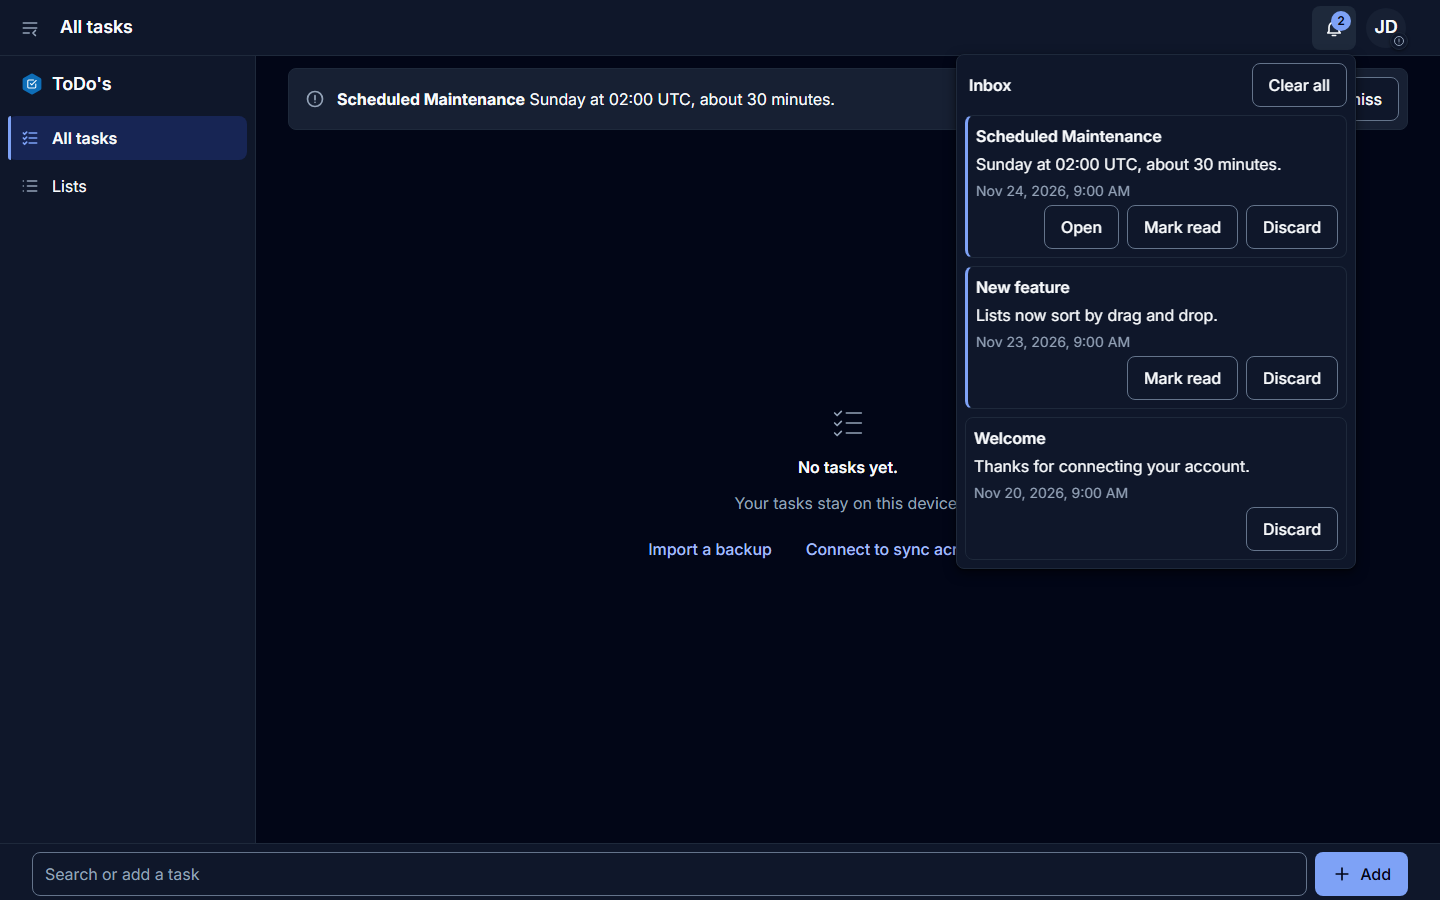 All tasks
2
JD
ToDo's
All tasks
Lists
Scheduled Maintenance Sunday at 02:00 UTC, about 30 minutes.
Inbox
Clear all
Scheduled Maintenance
Sunday at 02:00 UTC, about 30 minutes.
Nov 24, 2026, 9:00 AM
Open
Mark read
Discard
New feature
Lists now sort by drag and drop.
Nov 23, 2026, 9:00 AM
Mark read
Discard
Welcome
Thanks for connecting your account.
Nov 20, 2026, 9:00 AM
Discard
No tasks yet.
Your tasks stay on this device
Import a backup
Connect to sync
Search or add a task
Add